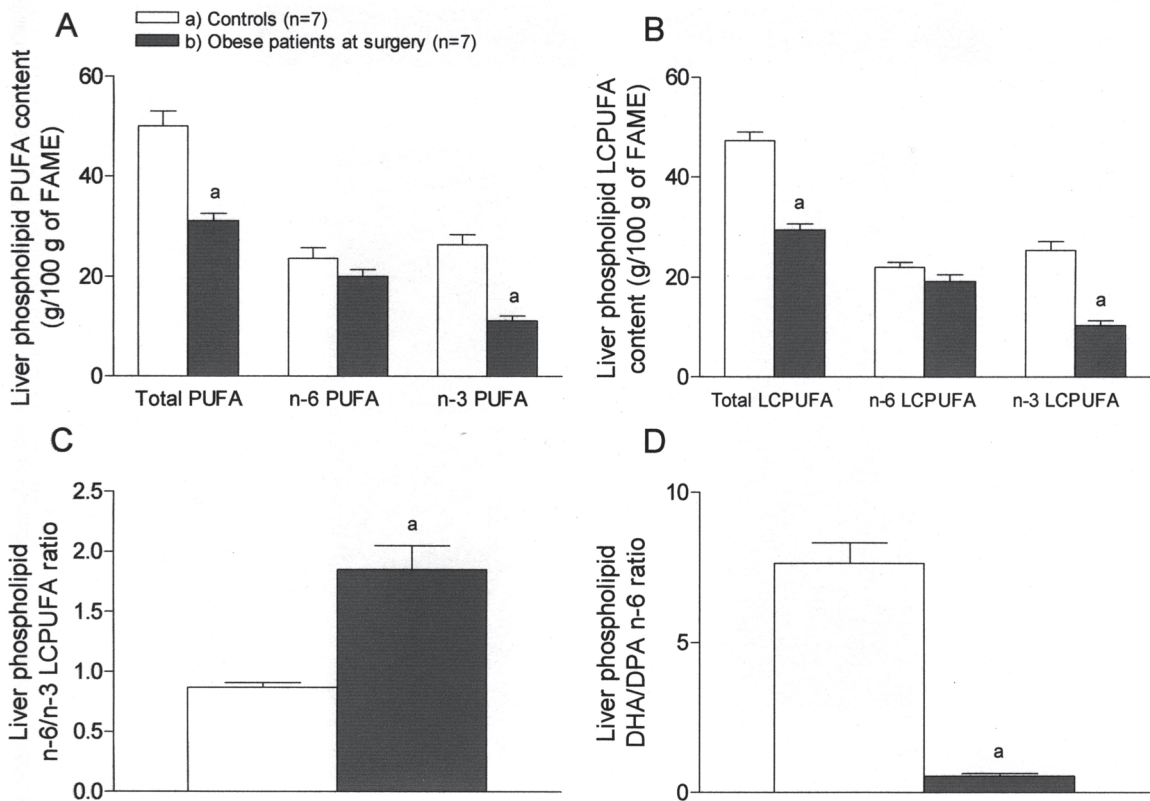 A
a) Controls (n=7)
b) Obese patients at surgery (n=7)
Liver phospholipid PUFA content
(g/100 g of FAME)
60
40
20
0
a
a
Total PUFA
n-6 PUFA
n-3 PUFA
B
Liver phospholipid LCPUFA
content (g/100 g of FAME)
60
40
20
0
a
a
Total LCPUFA
n-6 LCPUFA
n-3 LCPUFA
C
Liver phospholipid
n-6/n-3 LCPUFA ratio
2.5
2.0
1.5
1.0
0.5
0.0
a
D
Liver phospholipid
DHA/DPA n-6 ratio
10
5
0
a